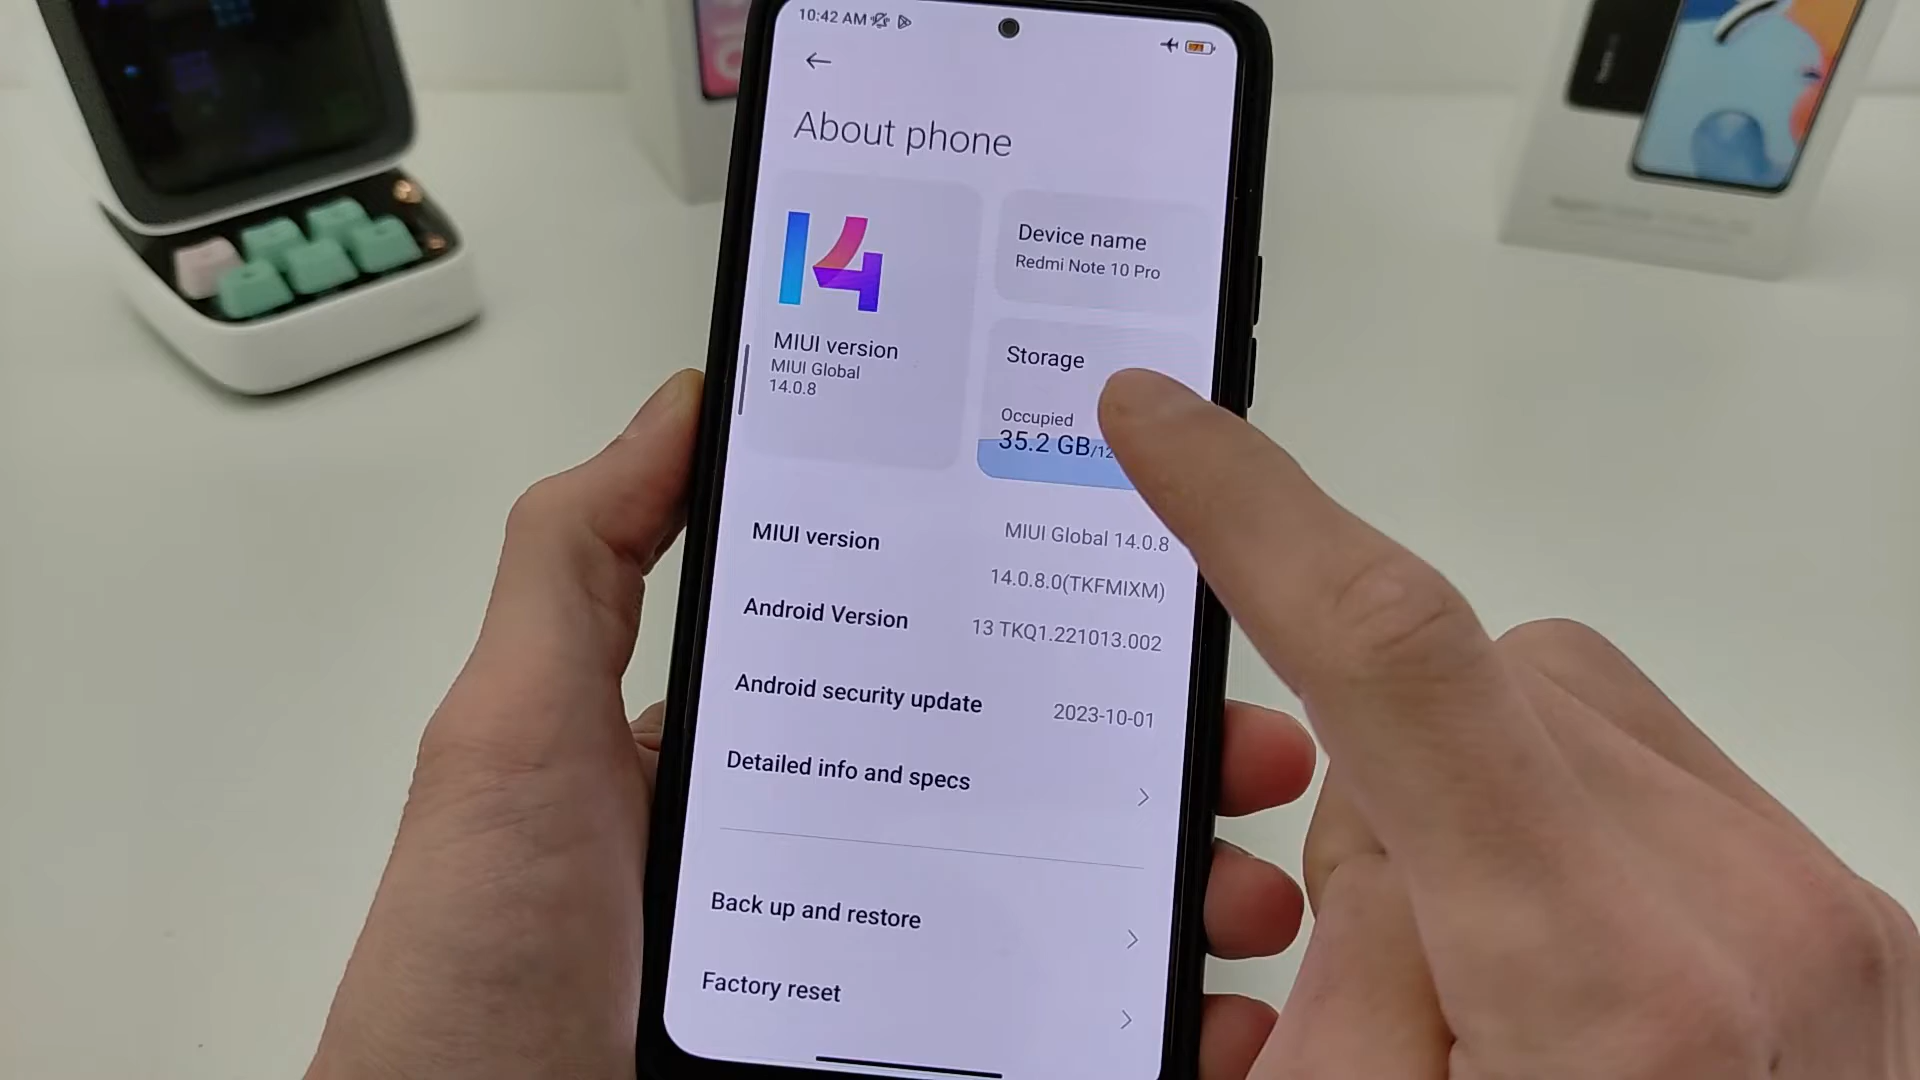 10:42 AM
About phone
14
Device name
Redmi Note 10 Pro
MIUI version
MIUI Global
14.0.8
Storage
Occupied
35.2 GB/12
MIUI version
MIUI Global 14.0.8
14.0.8.0(TKFMIXM)
Android Version
13 TKQ1.221013.002
Android security update
2023-10-01
Detailed info and specs
Back up and restore
Factory reset